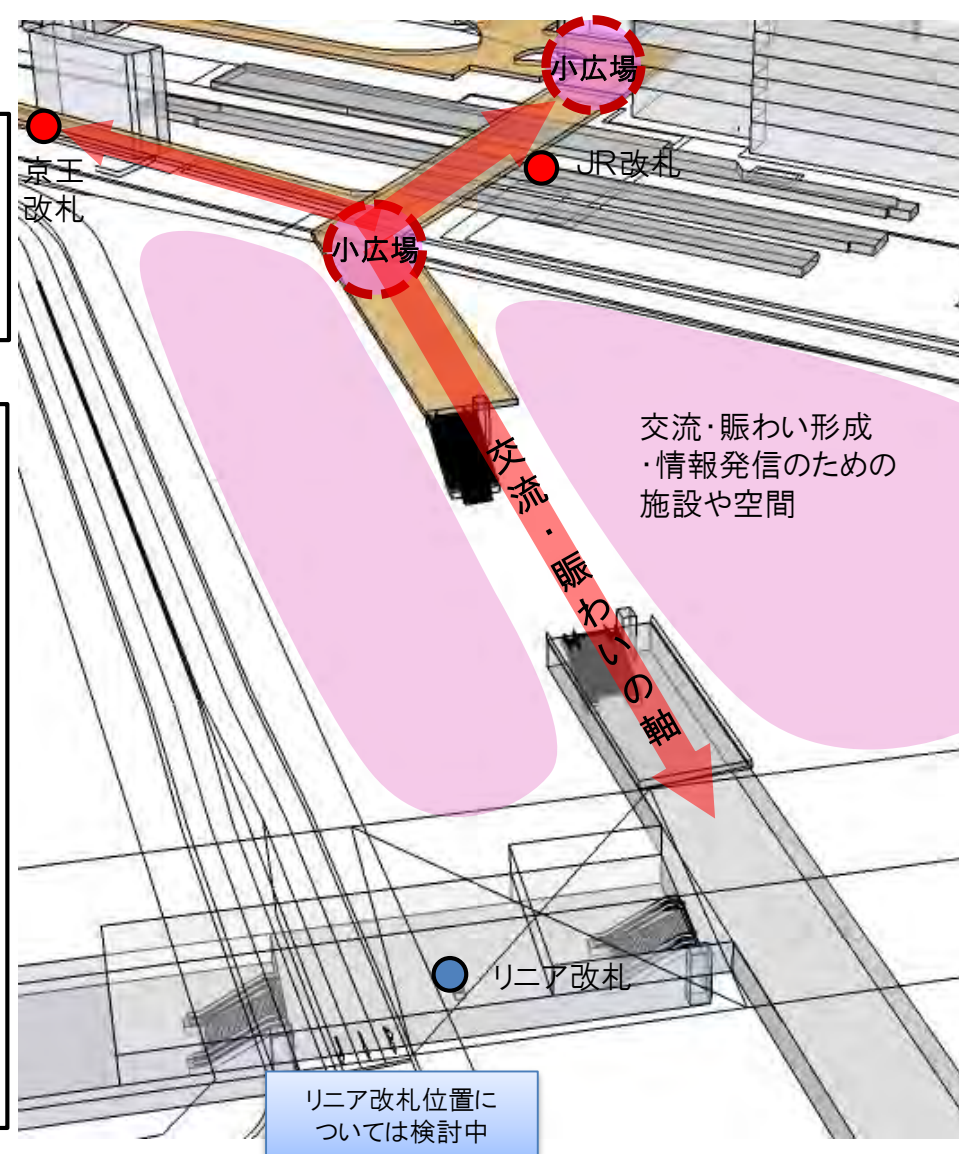 小広場
京王
改札
JR改札
小広場
交流・賑わい形成
・情報発信のための
施設や空間
交流・賑わいの軸
リニア改札
リニア改札位置に
ついては検討中